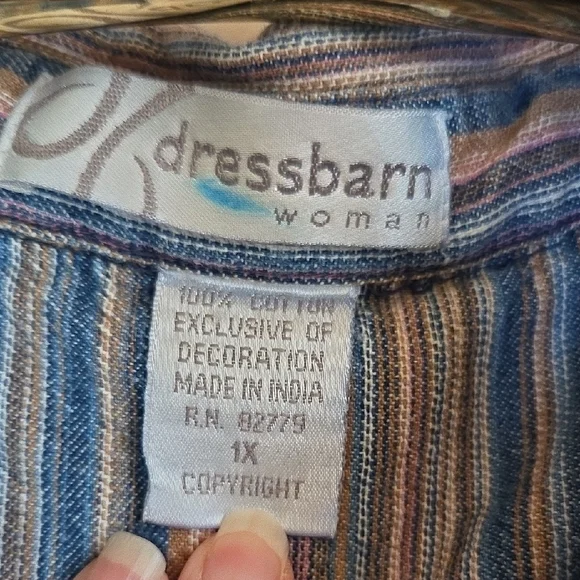 dressbarn
woman
100% COTTON
EXCLUSIVE OF
DECORATION
MADE IN INDIA
R.N. 82779
1X
COPYRIGHT